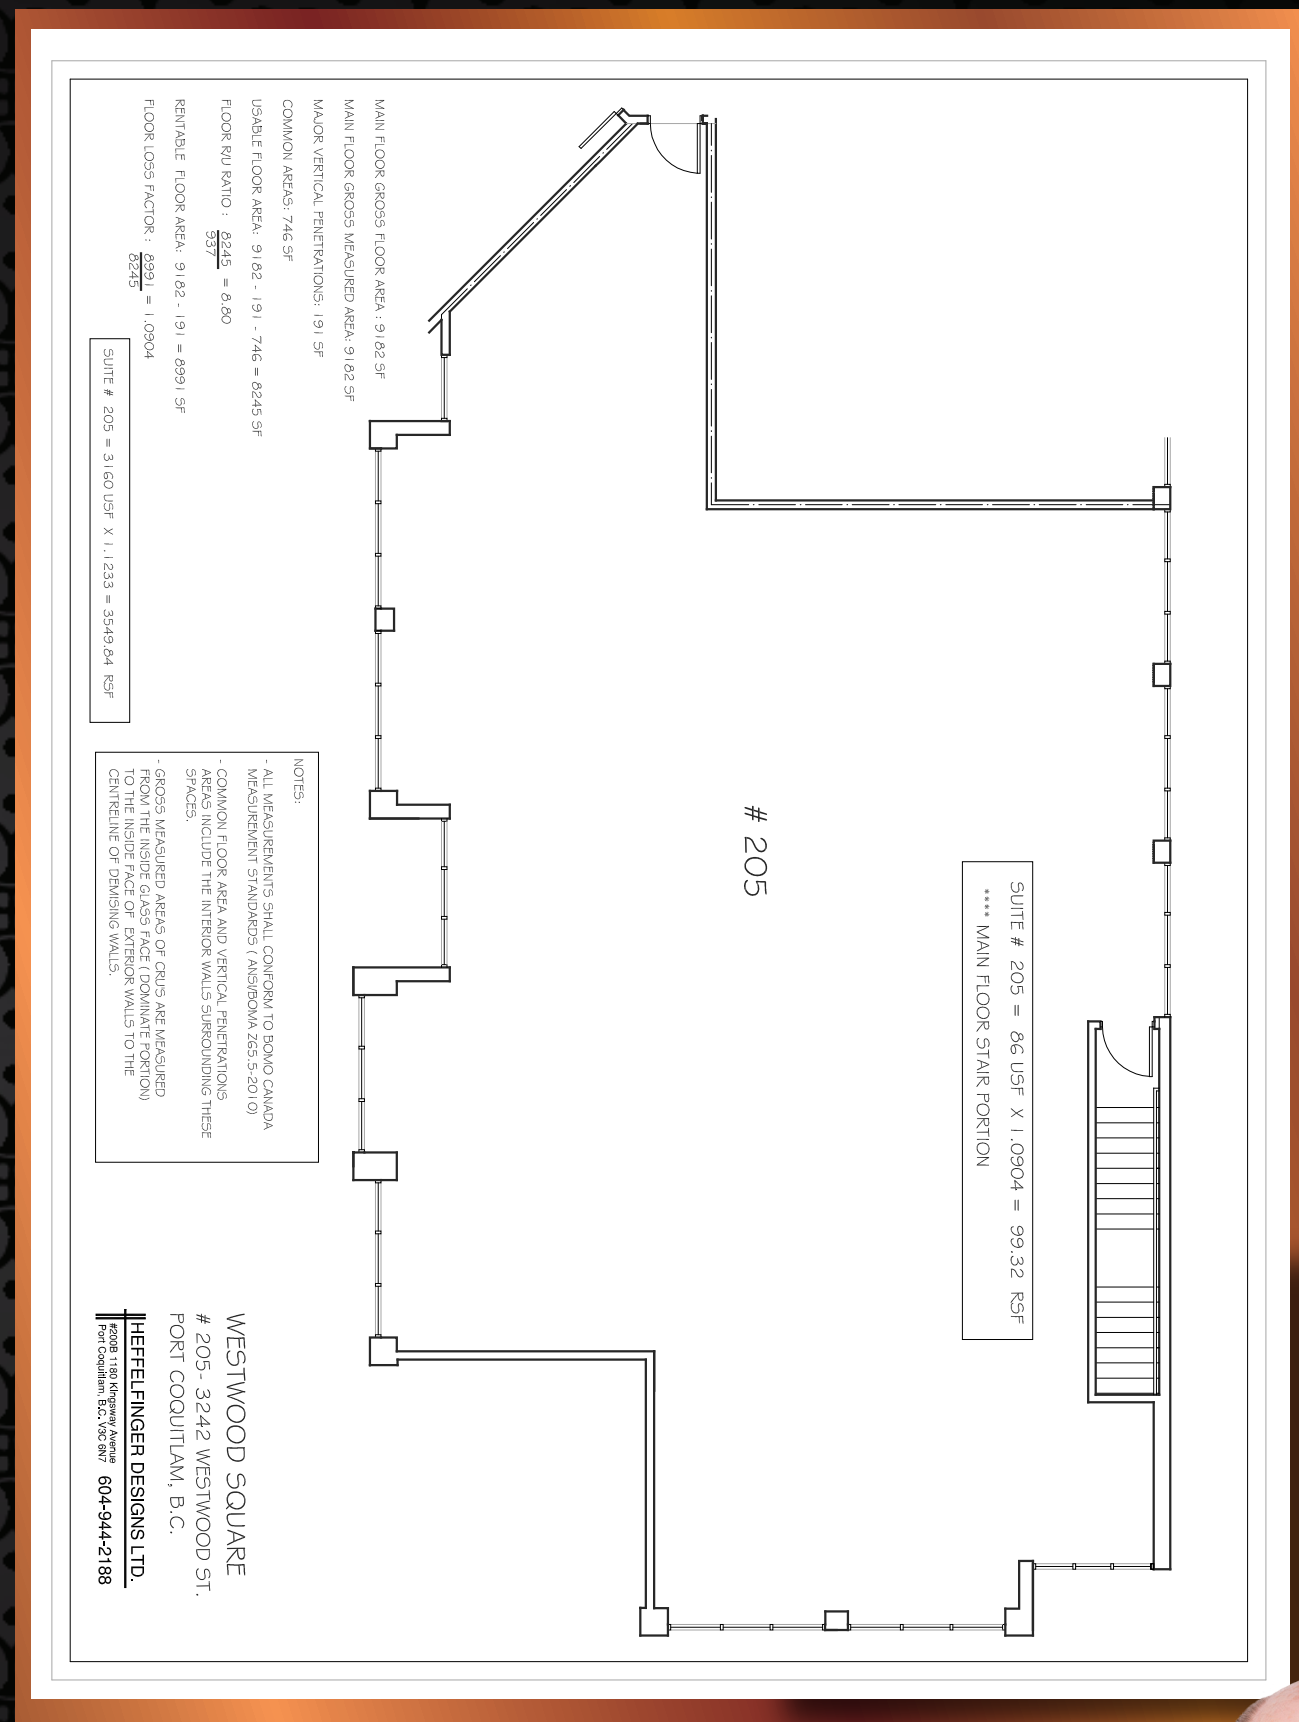 MAIN FLOOR GROSS FLOOR AREA : 9182 SF
MAIN FLOOR GROSS MEASURED AREA: 9182 SF
MAJOR VERTICAL PENETRATIONS: 191 SF
COMMON AREAS: 746 SF
USABLE FLOOR AREA: 9182 - 191 - 746 = 8245 SF
FLOOR R/U RATIO : 8245 = 8.80
937
RENTABLE FLOOR AREA: 9182 - 191 = 8991 SF
FLOOR LOSS FACTOR : 8991 = 1.0904
8245
SUITE # 205 = 3160 USF X 1.1233 = 3549.84 RSF
# 205
SUITE # 205 = 86 USF X 1.0904 = 99.32 RSF
**** MAIN FLOOR STAIR PORTION
NOTES:
- ALL MEASUREMENTS SHALL CONFORM TO BOMO CANADA
MEASUREMENT STANDARDS ( ANSI/BOMA Z65.5-2010)
- COMMON FLOOR AREA AND VERTICAL PENETRATIONS
AREAS INCLUDE THE INTERIOR WALLS SURROUNDING THESE
SPACES.
- GROSS MEASURED AREAS OF CRU'S ARE MEASURED
FROM THE INSIDE GLASS FACE ( DOMINATE PORTION)
TO THE INSIDE FACE OF EXTERIOR WALLS TO THE
CENTRELINE OF DEMISING WALLS.
WESTWOOD SQUARE
# 205- 3242 WESTWOOD ST.
PORT COQUITLAM, B.C.
HEFFELFINGER DESIGNS LTD.
#200B 1180 Kingsway Avenue
Port Coquitlam, B.C. V3C 6N7 604-944-2188